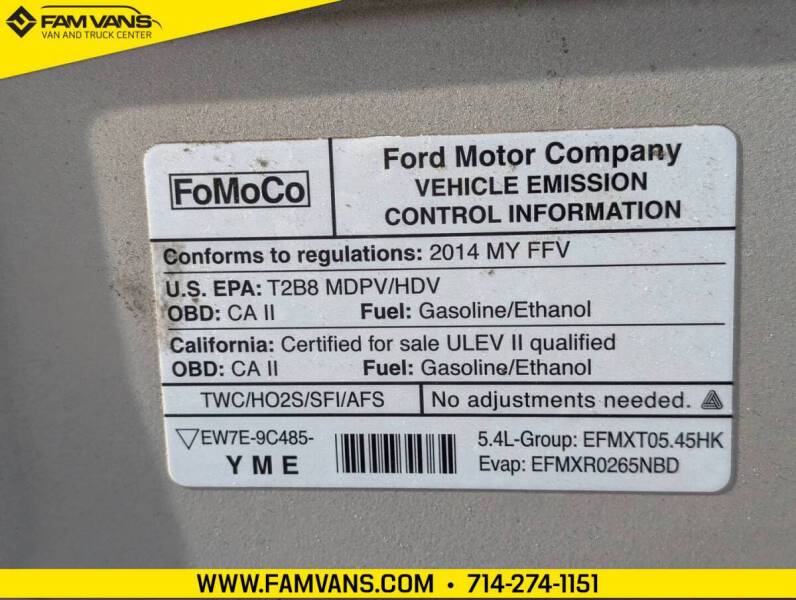 FAM VANS
VAN AND TRUCK CENTER
FoMoCo
Ford Motor Company
VEHICLE EMISSION
CONTROL INFORMATION
Conforms to regulations: 2014 MY FFV
U.S. EPA: T2B8 MDPV/HDV
OBD: CA II Fuel: Gasoline/Ethanol
California: Certified for sale ULEV II qualified
OBD: CA II Fuel: Gasoline/Ethanol
TWC/HO2S/SFI/AFS No adjustments needed.
EW7E-9C485-
YME
5.4L-Group: EFMXT05.45HK
Evap: EFMXR0265NBD
WWW.FAMVANS.COM • 714-274-1151